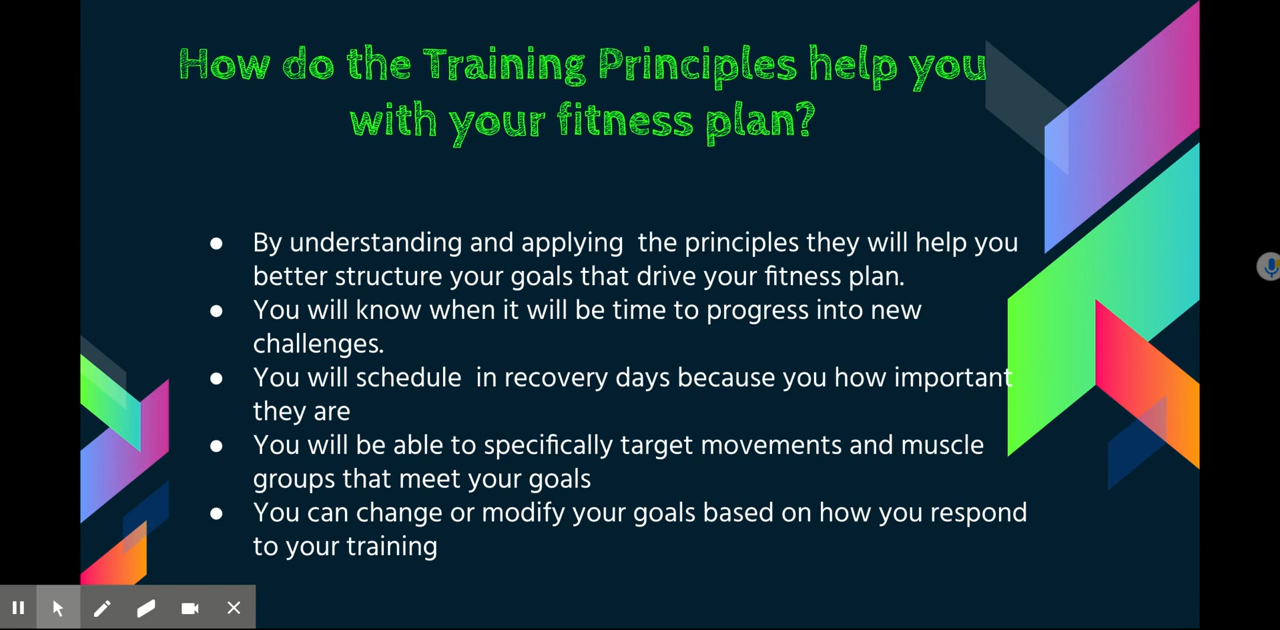 How do the Training Principles help you
with your fitness plan?
● By understanding and applying  the principles they will help you
better structure your goals that drive your fitness plan.
● You will know when it will be time to progress into new
challenges.
● You will schedule  in recovery days because you how important
they are
● You will be able to specifically target movements and muscle
groups that meet your goals
● You can change or modify your goals based on how you respond
to your training